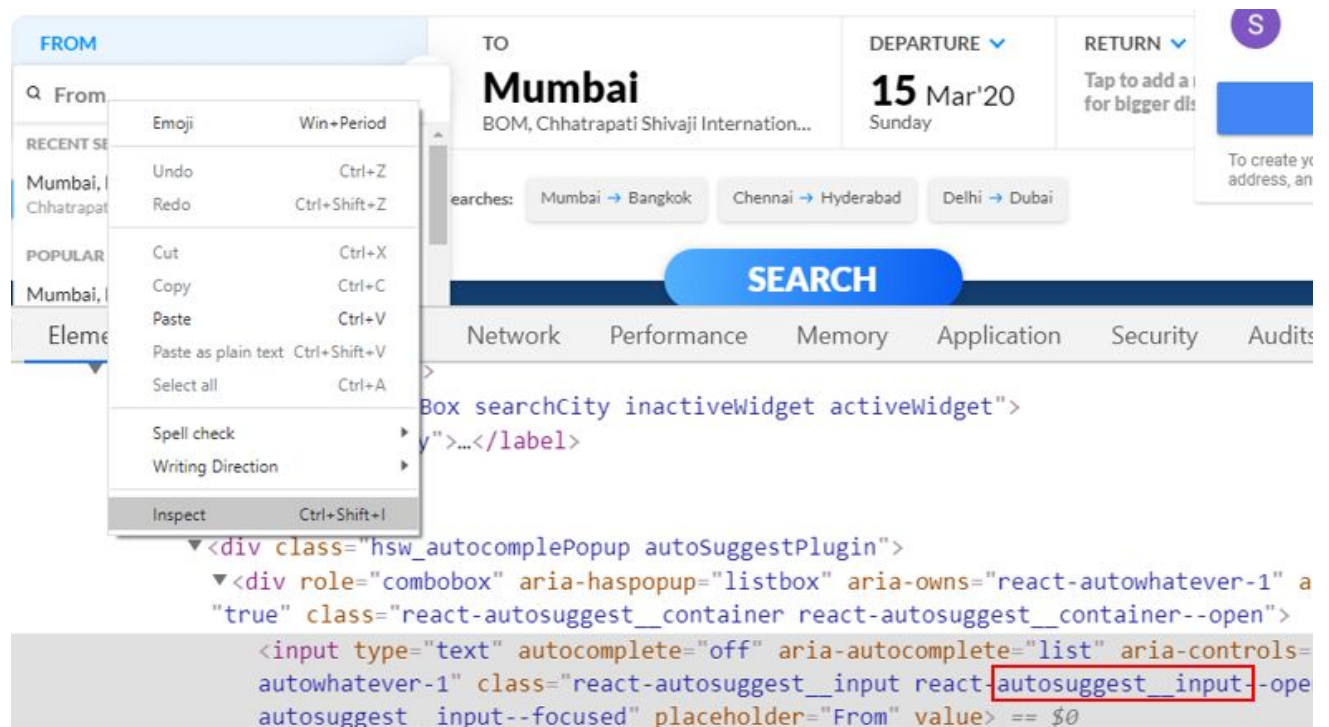 FROM
TO
DEPARTURE
RETURN
S
From
Mumbai
15 Mar'20
Tap to add a
for bigger dis
BOM, Chhatrapati Shivaji Internation...
Sunday
Emoji Win+Period
RECENT SE
Undo Ctrl+Z
Mumbai,
Chhatrapat
Redo Ctrl+Shift+Z
earches: Mumbai → Bangkok Chennai → Hyderabad Delhi → Dubai
To create yo
address, an
POPULAR
Cut Ctrl+X
Mumbai,
Copy Ctrl+C
SEARCH
Paste Ctrl+V
Paste as plain text Ctrl+Shift+V
Select all Ctrl+A
Spell check
Writing Direction
Inspect Ctrl+Shift+I
Eleme Network Performance Memory Application Security Audits
>
Box searchCity inactiveWidget activeWidget">
y">…</label>
▼<div class="hsw_autocomplePopup autoSuggestPlugin">
▼<div role="combobox" aria-haspopup="listbox" aria-owns="react-autowhatever-1" a
"true" class="react-autosuggest__container react-autosuggest__container--open">
<input type="text" autocomplete="off" aria-autocomplete="list" aria-controls=
autowhatever-1" class="react-autosuggest__input react-autosuggest__input--ope
autosuggest__input--focused" placeholder="From" value> == $0